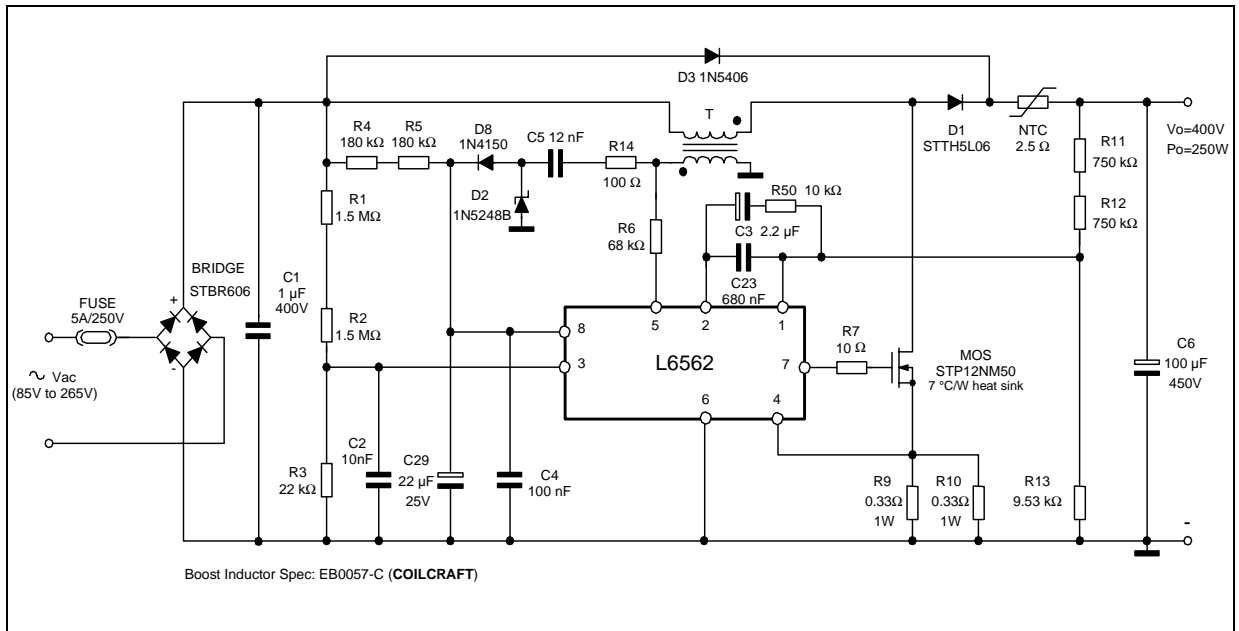 D3 1N5406
T
R4
180 kΩ
R5
180 kΩ
D8
1N4150
C5 12 nF
R14
100 Ω
D1
STTH5L06
NTC
2.5 Ω
R11
750 kΩ
Vo=400V
Po=250W
R1
1.5 MΩ
D2
1N5248B
R6
68 kΩ
R50 10 kΩ
C3 2.2 µF
C23
680 nF
R12
750 kΩ
BRIDGE
STBR606
+
-
FUSE
5A/250V
C1
1 µF
400V
R2
1.5 MΩ
5
2
1
8
3
L6562
7
6
4
R7
10 Ω
MOS
STP12NM50
7 °C/W heat sink
C6
100 µF
450V
∿ Vac
(85V to 265V)
R3
22 kΩ
C2
10nF
C29
22 µF
25V
C4
100 nF
R9
0.33Ω
1W
R10
0.33Ω
1W
R13
9.53 kΩ
-
Boost Inductor Spec: EB0057-C (COILCRAFT)